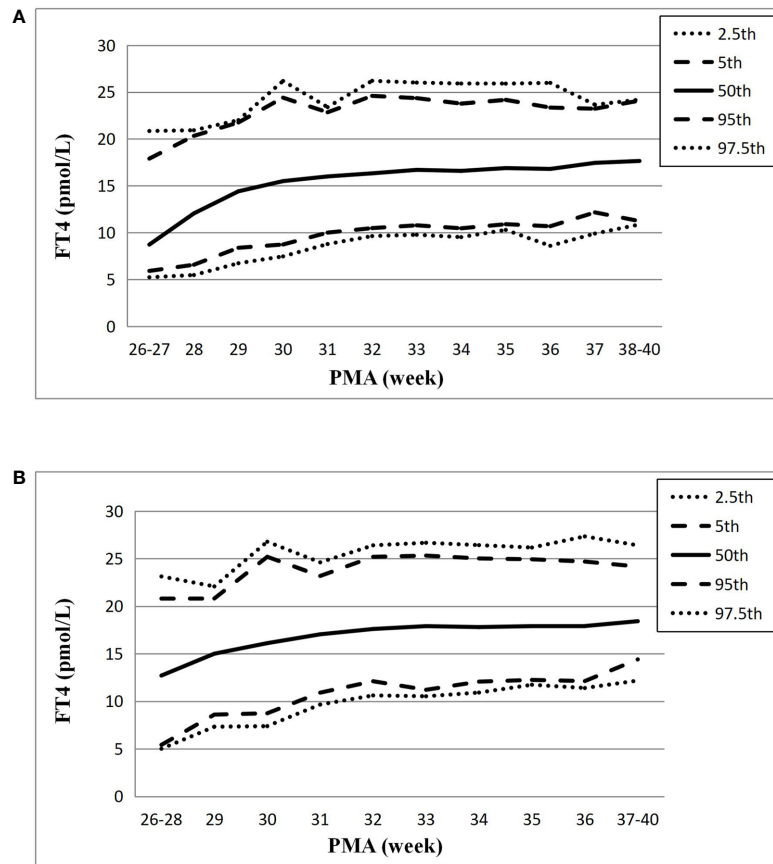 A
30
25
20
15
10
5
0
FT4 (pmol/L)
26-27 28 29 30 31 32 33 34 35 36 37 38-40
PMA (week)
2.5th
5th
50th
95th
97.5th
B
30
25
20
15
10
5
0
FT4 (pmol/L)
26-28 29 30 31 32 33 34 35 36 37-40
PMA (week)
2.5th
5th
50th
95th
97.5th